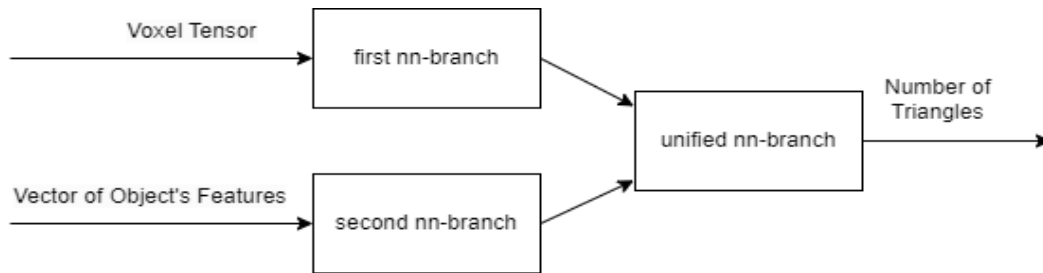 Voxel Tensor
first nn-branch
Number of
Triangles
unified nn-branch
Vector of Object's Features
second nn-branch